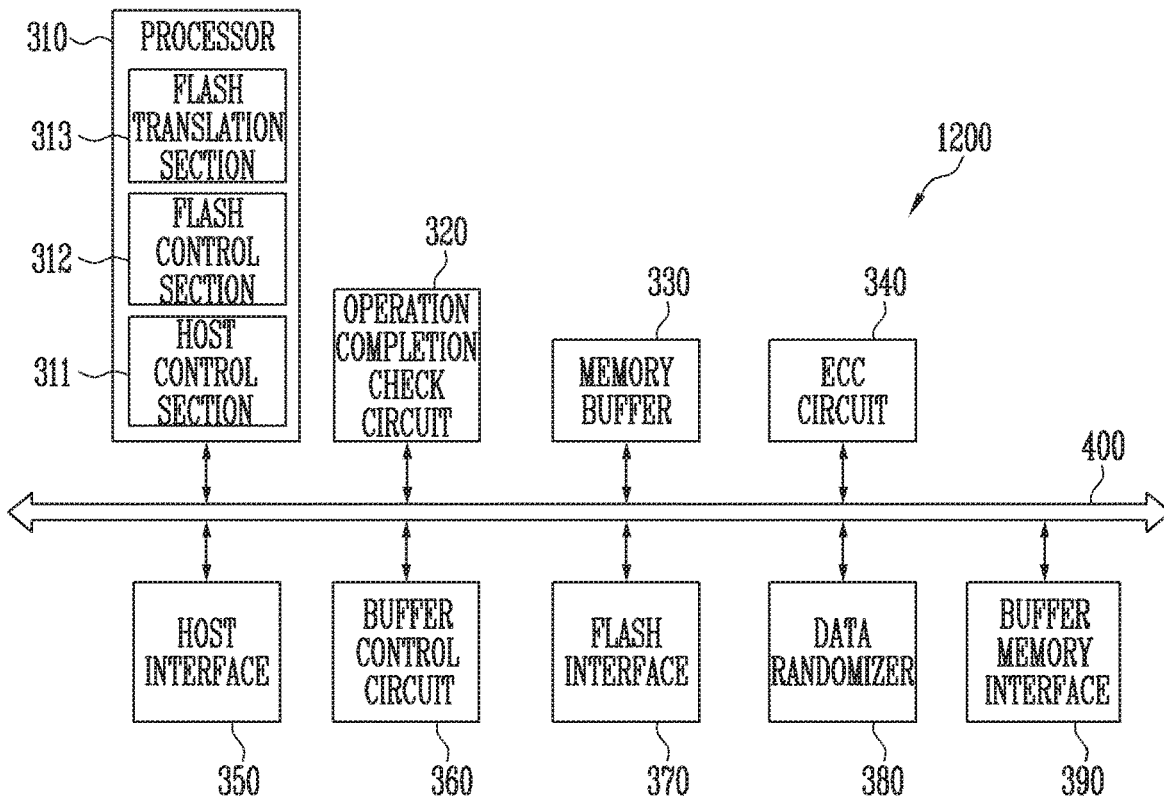 310
PROCESSOR
FLASH
TRANSLATION
SECTION
313
FLASH
CONTROL
SECTION
312
HOST
CONTROL
SECTION
311
1200
320
OPERATION
COMPLETION
CHECK
CIRCUIT
330
MEMORY
BUFFER
340
ECC
CIRCUIT
400
HOST
INTERFACE
350
BUFFER
CONTROL
CIRCUIT
360
FLASH
INTERFACE
370
DATA
RANDOMIZER
380
BUFFER
MEMORY
INTERFACE
390